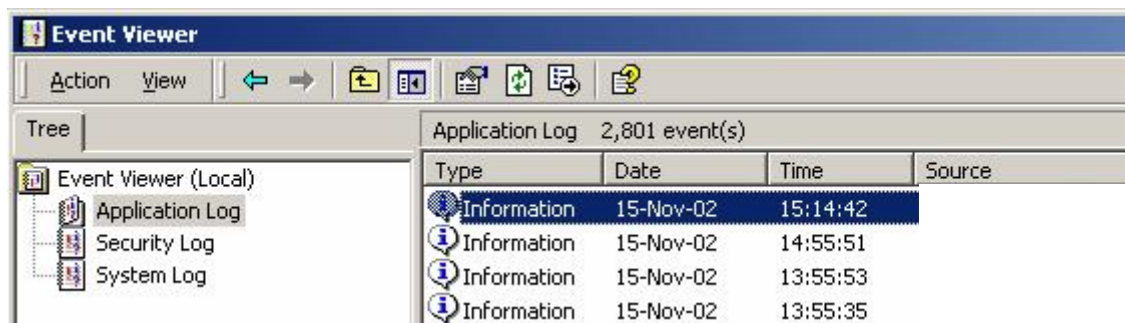 Event Viewer
Action View
Tree
Application Log 2,801 event(s)
Event Viewer (Local)
Application Log
Security Log
System Log
Type Date Time Source
Information 15-Nov-02 15:14:42
Information 15-Nov-02 14:55:51
Information 15-Nov-02 13:55:53
Information 15-Nov-02 13:55:35